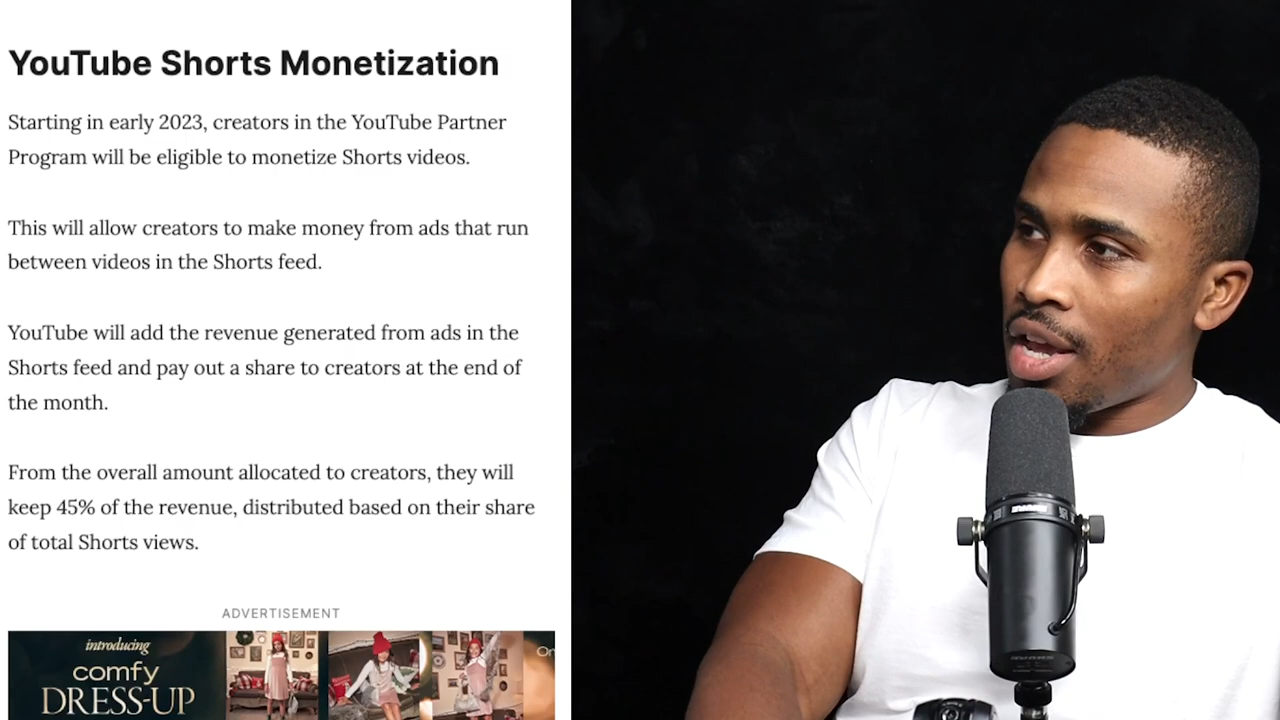 YouTube Shorts Monetization
Starting in early 2023, creators in the YouTube Partner
Program will be eligible to monetize Shorts videos.
This will allow creators to make money from ads that run
between videos in the Shorts feed.
YouTube will add the revenue generated from ads in the
Shorts feed and pay out a share to creators at the end of
the month.
From the overall amount allocated to creators, they will
keep 45% of the revenue, distributed based on their share
of total Shorts views.
ADVERTISEMENT
introducing
comfy
DRESS-UP